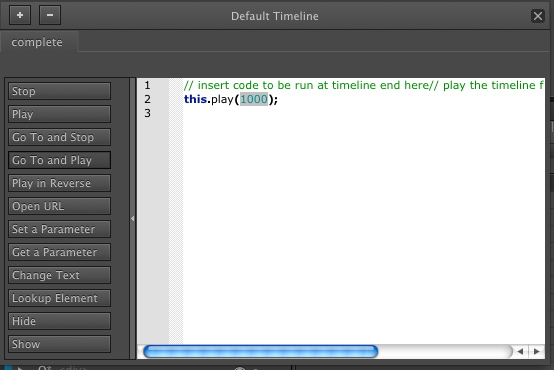 + − Default Timeline
complete
Stop
Play
Go To and Stop
Go To and Play
Play in Reverse
Open URL
Set a Parameter
Get a Parameter
Change Text
Lookup Element
Hide
Show
1 // insert code to be run at timeline end here// play the timeline f
2 this.play(1000);
3